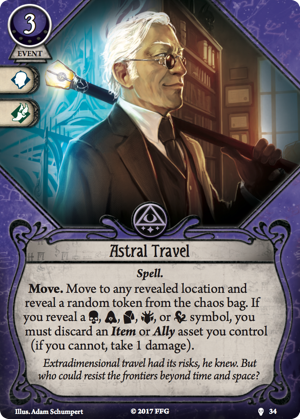 3
EVENT
Astral Travel
Spell.
Move. Move to any revealed location and
reveal a random token from the chaos bag. If
you reveal a , , , , or symbol, you
must discard an Item or Ally asset you control
(if you cannot, take 1 damage).
Extradimensional travel had its risks, he knew. But
who could resist the frontiers beyond time and space?
Illus. Adam Schumpert
© 2017 FFG
34